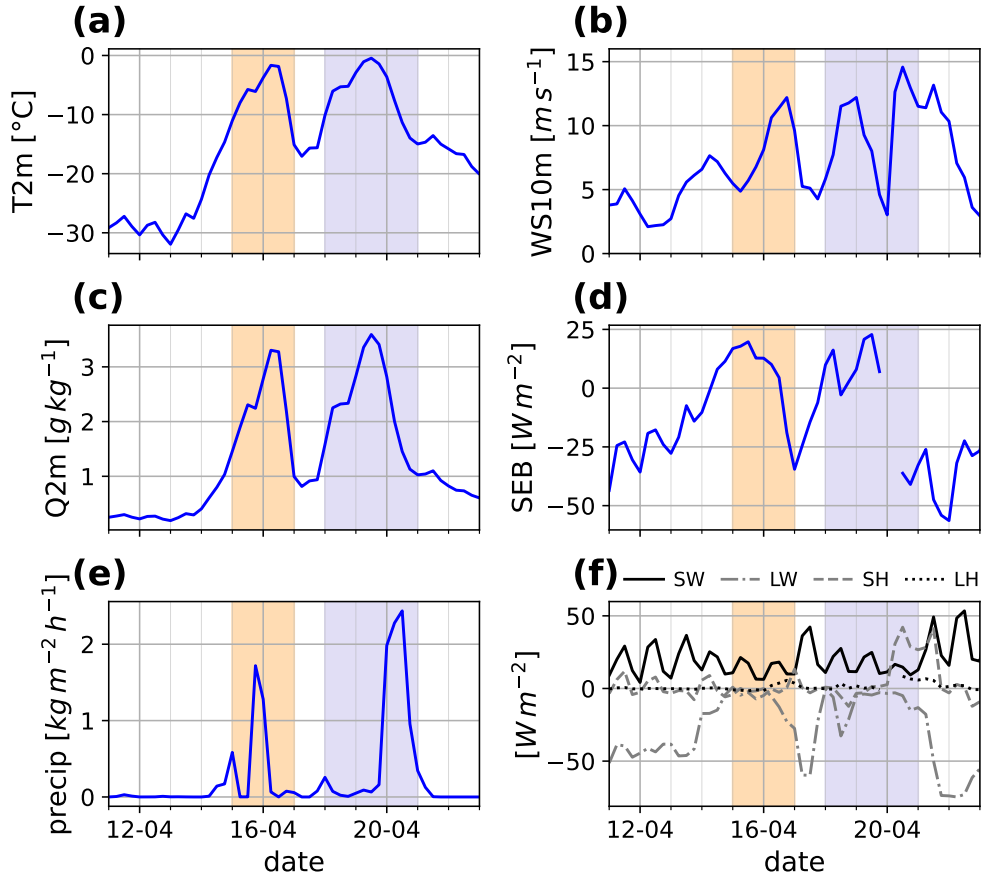 (a)
0
−10
−20
−30
T2m [°C]
(b)
15
10
5
0
WS10m [m s⁻¹]
(c)
3
2
1
Q2m [g kg⁻¹]
(d)
25
0
−25
−50
SEB [W m⁻²]
(e)
2
1
0
precip [kg m⁻² h⁻¹]
12-04 16-04 20-04
date
(f)
SW LW SH LH
50
0
−50
[W m⁻²]
12-04 16-04 20-04
date